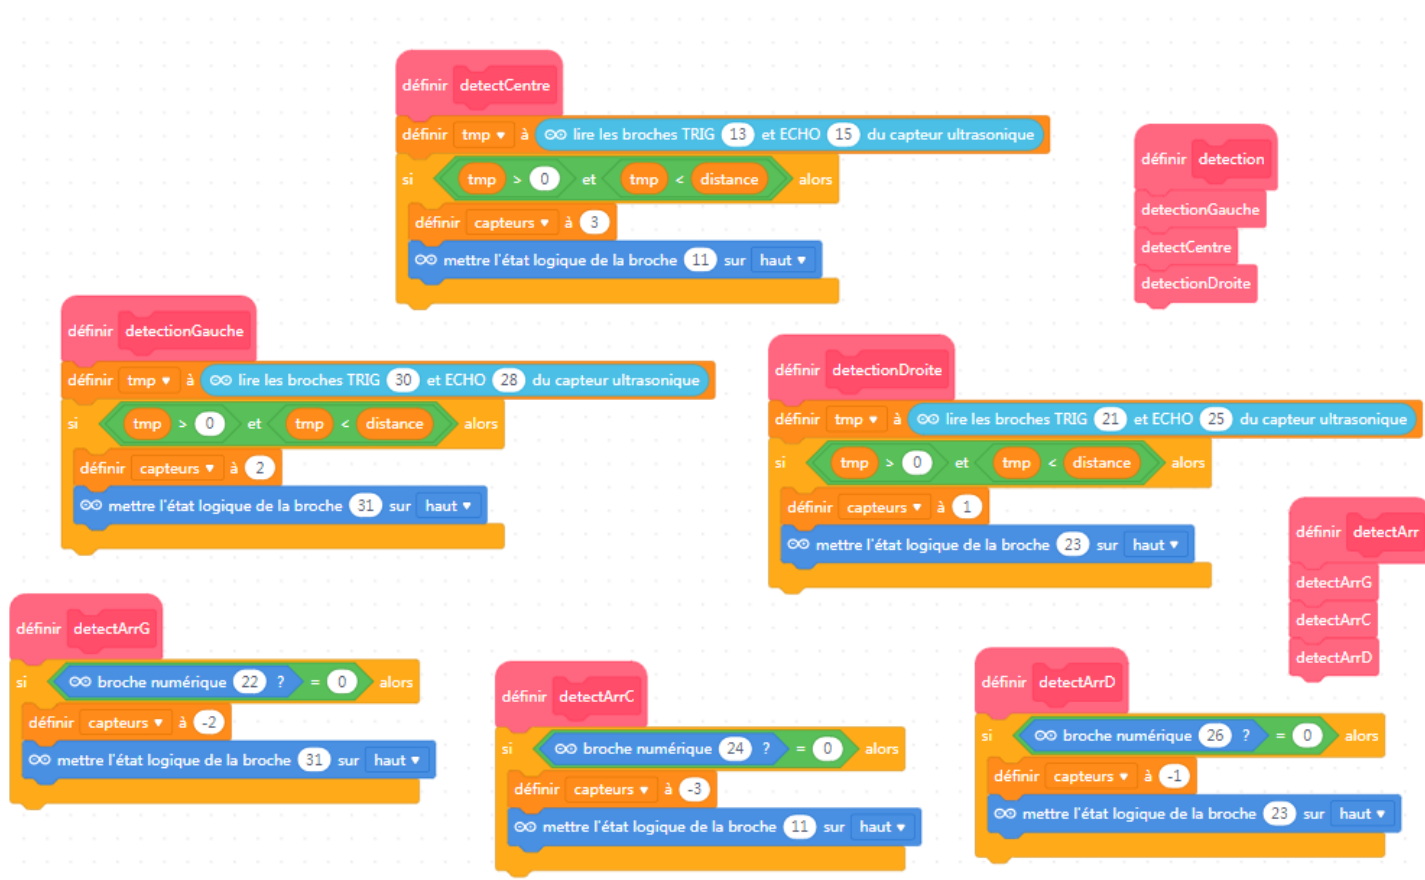 définir detectCentre
définir tmp ▾ à lire les broches TRIG 13 et ECHO 15 du capteur ultrasonique
si tmp > 0 et tmp < distance alors
définir capteurs ▾ à 3
mettre l'état logique de la broche 11 sur haut ▾
définir detection
detectionGauche
detectCentre
detectionDroite
définir detectionGauche
définir tmp ▾ à lire les broches TRIG 30 et ECHO 28 du capteur ultrasonique
si tmp > 0 et tmp < distance alors
définir capteurs ▾ à 2
mettre l'état logique de la broche 31 sur haut ▾
définir detectionDroite
définir tmp ▾ à lire les broches TRIG 21 et ECHO 25 du capteur ultrasonique
si tmp > 0 et tmp < distance alors
définir capteurs ▾ à 1
mettre l'état logique de la broche 23 sur haut ▾
définir detectArr
detectArrG
detectArrC
detectArrD
définir detectArrG
si broche numérique 22 ? = 0 alors
définir capteurs ▾ à -2
mettre l'état logique de la broche 31 sur haut ▾
définir detectArrC
si broche numérique 24 ? = 0 alors
définir capteurs ▾ à -3
mettre l'état logique de la broche 11 sur haut ▾
définir detectArrD
si broche numérique 26 ? = 0 alors
définir capteurs ▾ à -1
mettre l'état logique de la broche 23 sur haut ▾